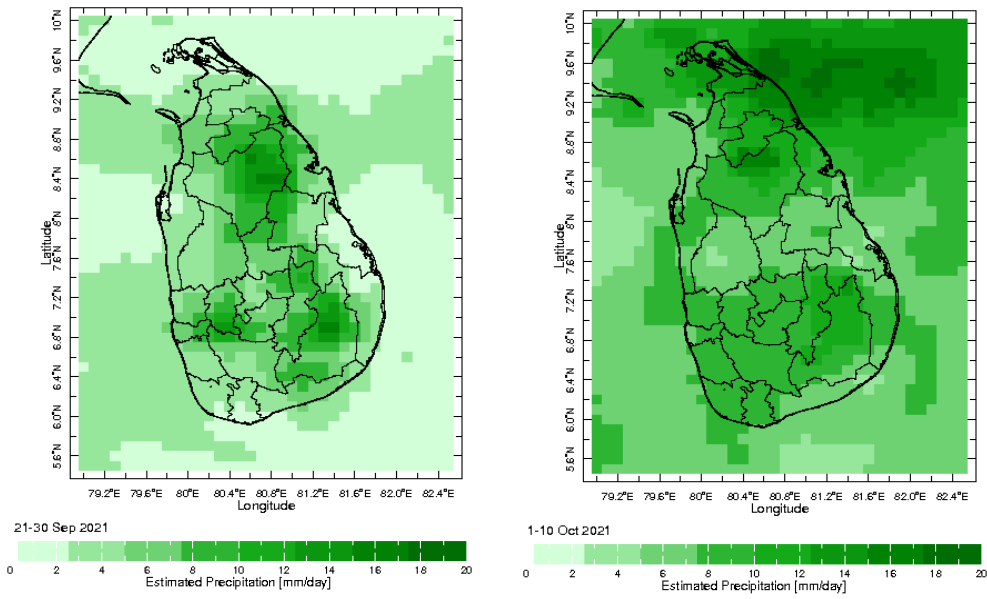 10°N
9.6°N
9.2°N
8.8°N
8.4°N
8°N
7.6°N
7.2°N
6.8°N
6.4°N
6.0°N
5.6°N
Latitude
79.2°E 79.6°E 80°E 80.4°E 80.8°E 81.2°E 81.6°E 82.0°E 82.4°E
Longitude
21-30 Sep 2021
0 2 4 6 8 10 12 14 16 18 20
Estimated Precipitation [mm/day]
10°N
9.6°N
9.2°N
8.8°N
8.4°N
8°N
7.6°N
7.2°N
6.8°N
6.4°N
6.0°N
5.6°N
Latitude
79.2°E 79.6°E 80°E 80.4°E 80.8°E 81.2°E 81.6°E 82.0°E 82.4°E
Longitude
1-10 Oct 2021
0 2 4 6 8 10 12 14 16 18 20
Estimated Precipitation [mm/day]